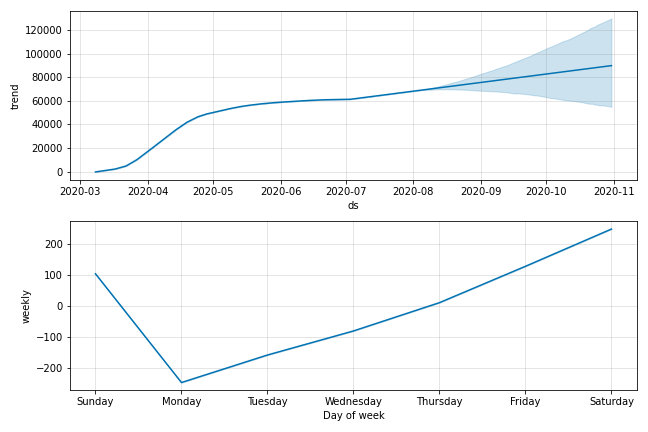 120000
100000
80000
60000
40000
20000
0
trend
2020-03 2020-04 2020-05 2020-06 2020-07 2020-08 2020-09 2020-10 2020-11
ds
200
100
0
−100
−200
weekly
Sunday Monday Tuesday Wednesday Thursday Friday Saturday
Day of week